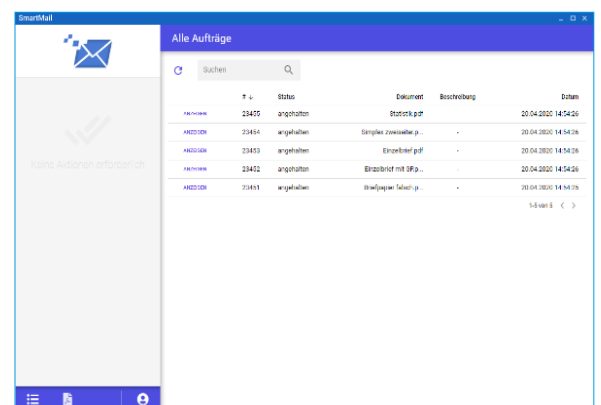 SmartMail
Alle Aufträge
Suchen
# ↓ Status Dokument Beschreibung Datum
ANZEIGEN 23455 angehalten Statistik.pdf 20.04.2020 14:54:26
ANZEIGEN 23454 angehalten Simplex zweiseiter.p... - 20.04.2020 14:54:26
ANZEIGEN 23453 angehalten Einzelbrief.pdf - 20.04.2020 14:54:26
ANZEIGEN 23452 angehalten Einzelbrief mit GR.p... - 20.04.2020 14:54:26
ANZEIGEN 23451 angehalten Briefpapier falsch.p... - 20.04.2020 14:54:25
Keine Aktionen erforderlich
1-5 von 5